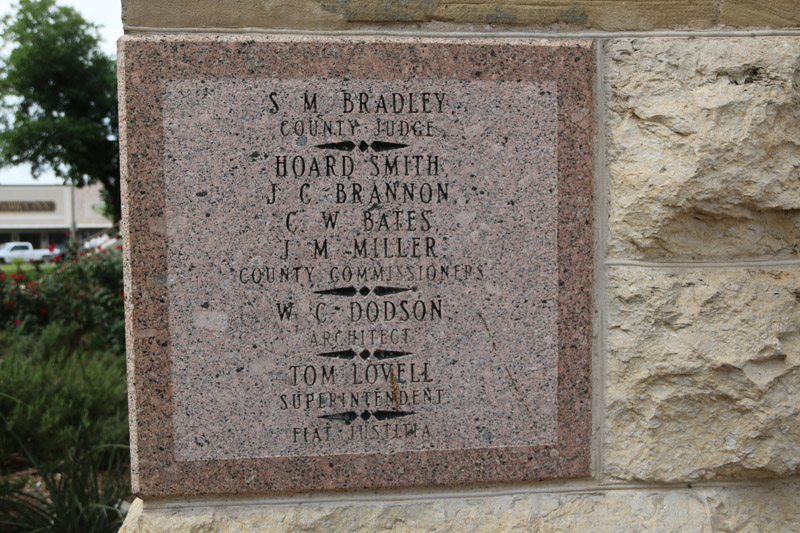 S M BRADLEY
COUNTY JUDGE
HOARD SMITH,
J C BRANNON
C W BATES
J M MILLER
COUNTY COMMISSIONERS
W C DODSON
ARCHITECT
TOM LOVELL
SUPERINTENDENT
FIAT JUSTITIA